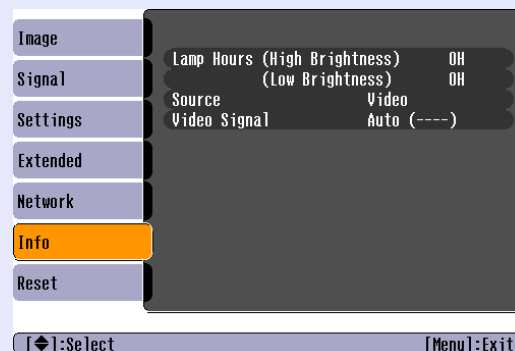 Image
Signal
Settings
Extended
Network
Info
Reset
Lamp Hours (High Brightness) 0H
(Low Brightness) 0H
Source Video
Video Signal Auto (----)
[◆]:Select [Menu]:Exit